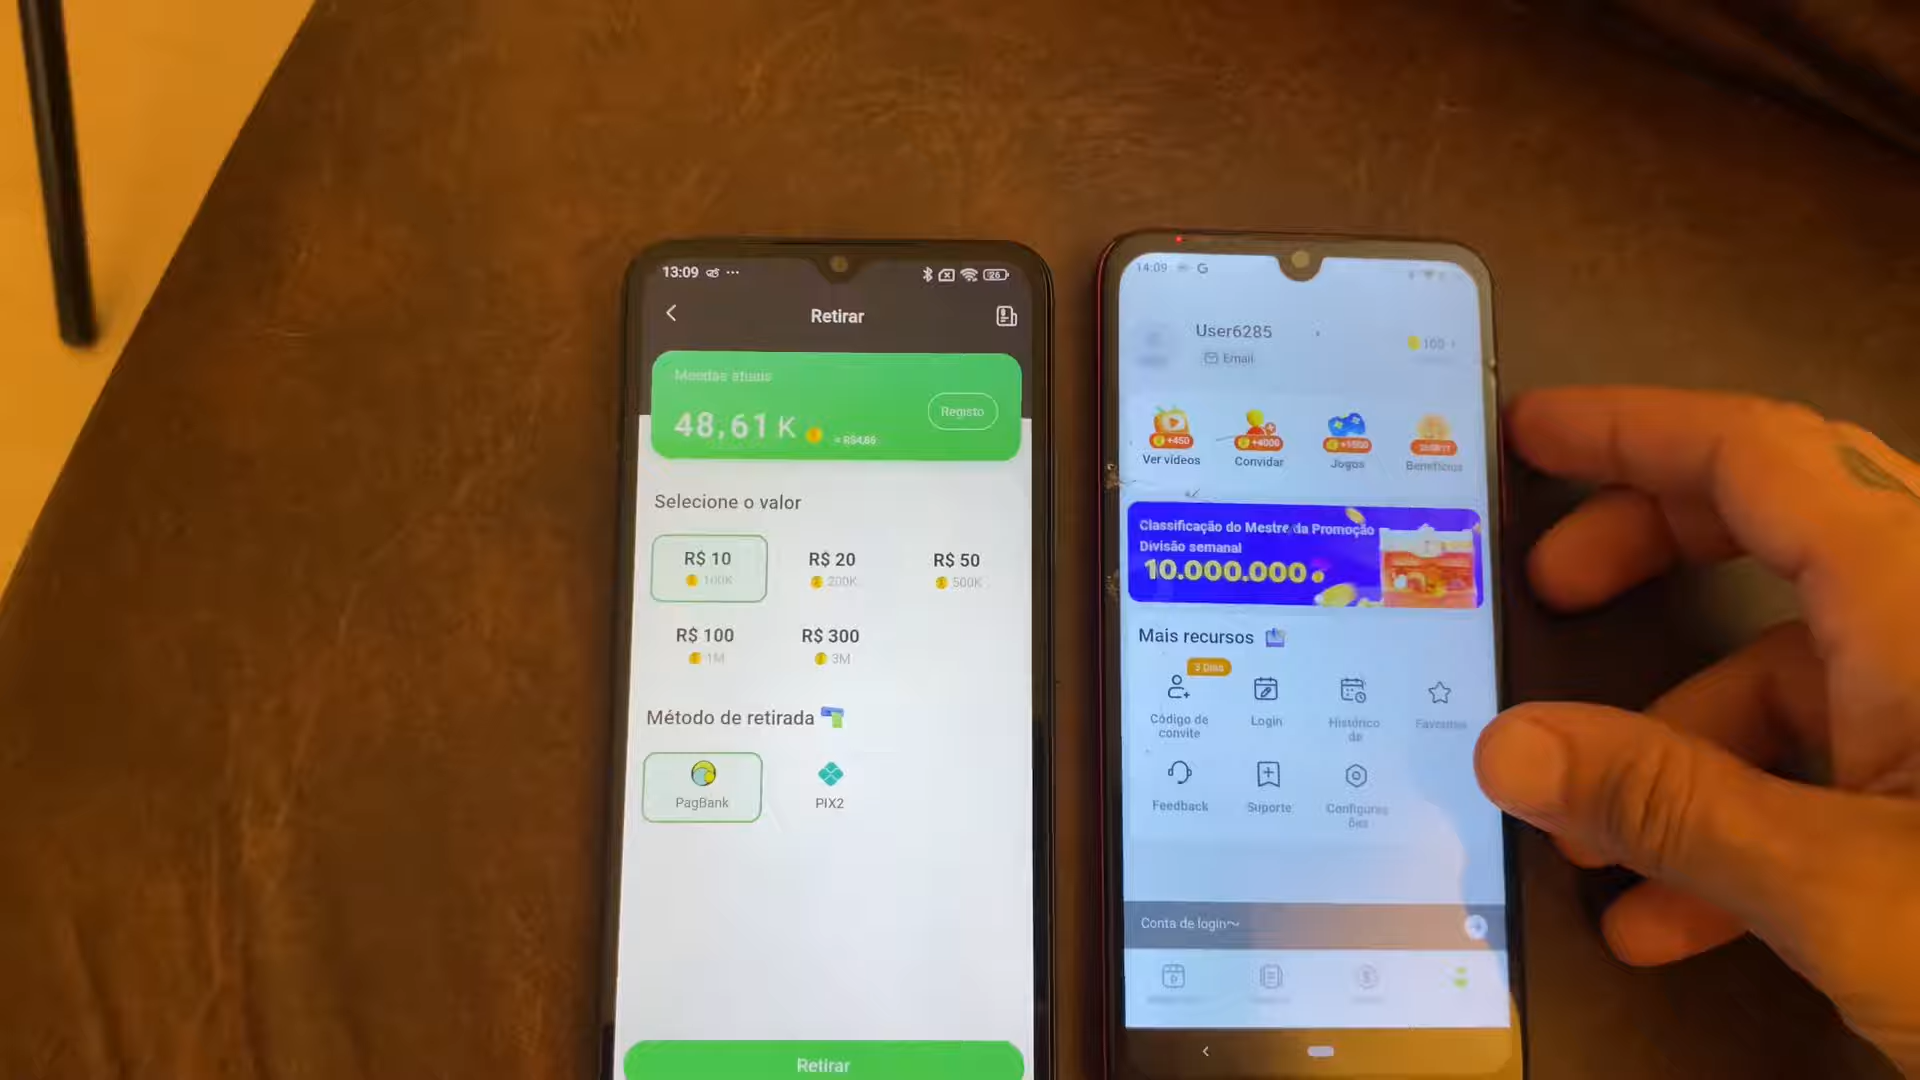 13:09
26
Retirar
Moedas atuais
48,61 K
≈ R$4,86
Registo
Selecione o valor
R$ 10
100K
R$ 20
200K
R$ 50
500K
R$ 100
1M
R$ 300
3M
Método de retirada
PagBank
PIX2
Retirar
14:09
G
User6285
Email
100
+450
Ver vídeos
+4000
Convidar
Jogos
Benefícios
Classificação do Mestre da Promoção
Divisão semanal
10.000.000
Mais recursos
3 Dias
Código de
convite
Login
Histórico
de
Favoritos
Feedback
Suporte
Configuraç
ões
Conta de login~